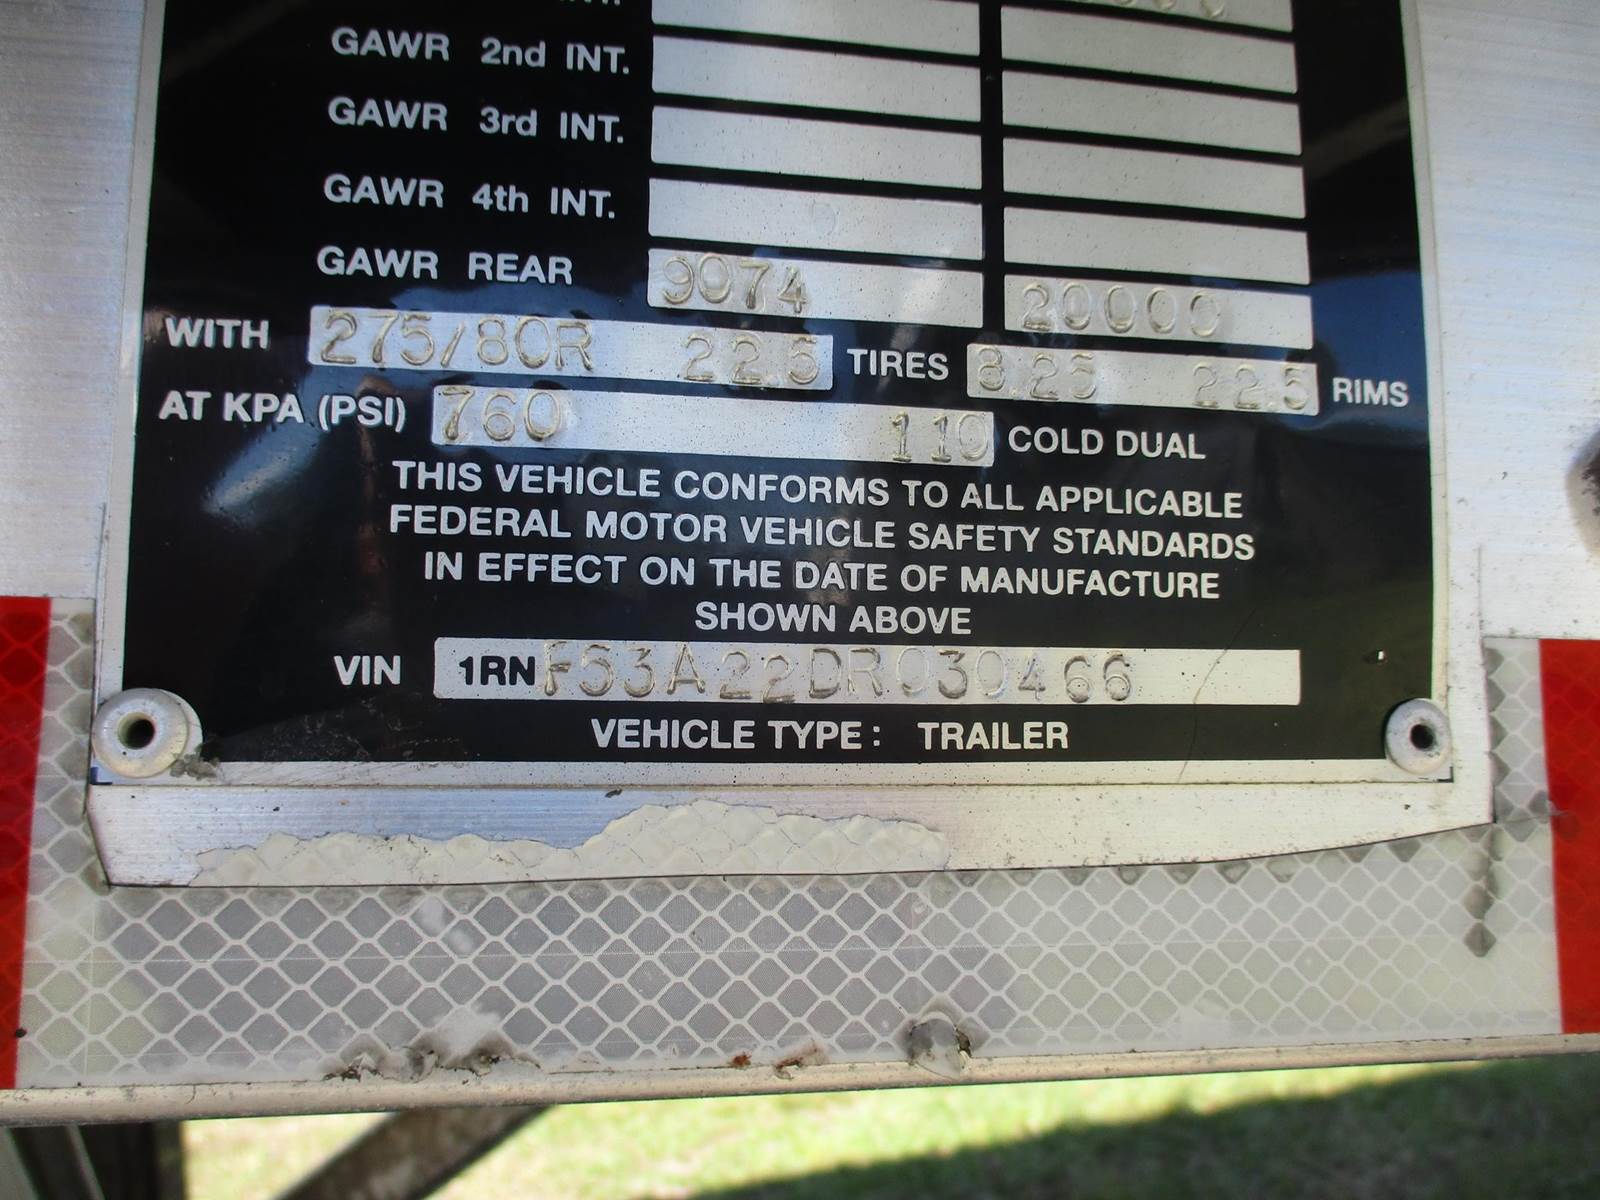 GAWR 2nd INT.
GAWR 3rd INT.
GAWR 4th INT.
GAWR REAR 9074 20000
WITH 275/80R 22.5 TIRES 8.25 22.5 RIMS
AT KPA (PSI) 760 110 COLD DUAL
THIS VEHICLE CONFORMS TO ALL APPLICABLE
FEDERAL MOTOR VEHICLE SAFETY STANDARDS
IN EFFECT ON THE DATE OF MANUFACTURE
SHOWN ABOVE
VIN 1RNF53A22DR030466
VEHICLE TYPE: TRAILER